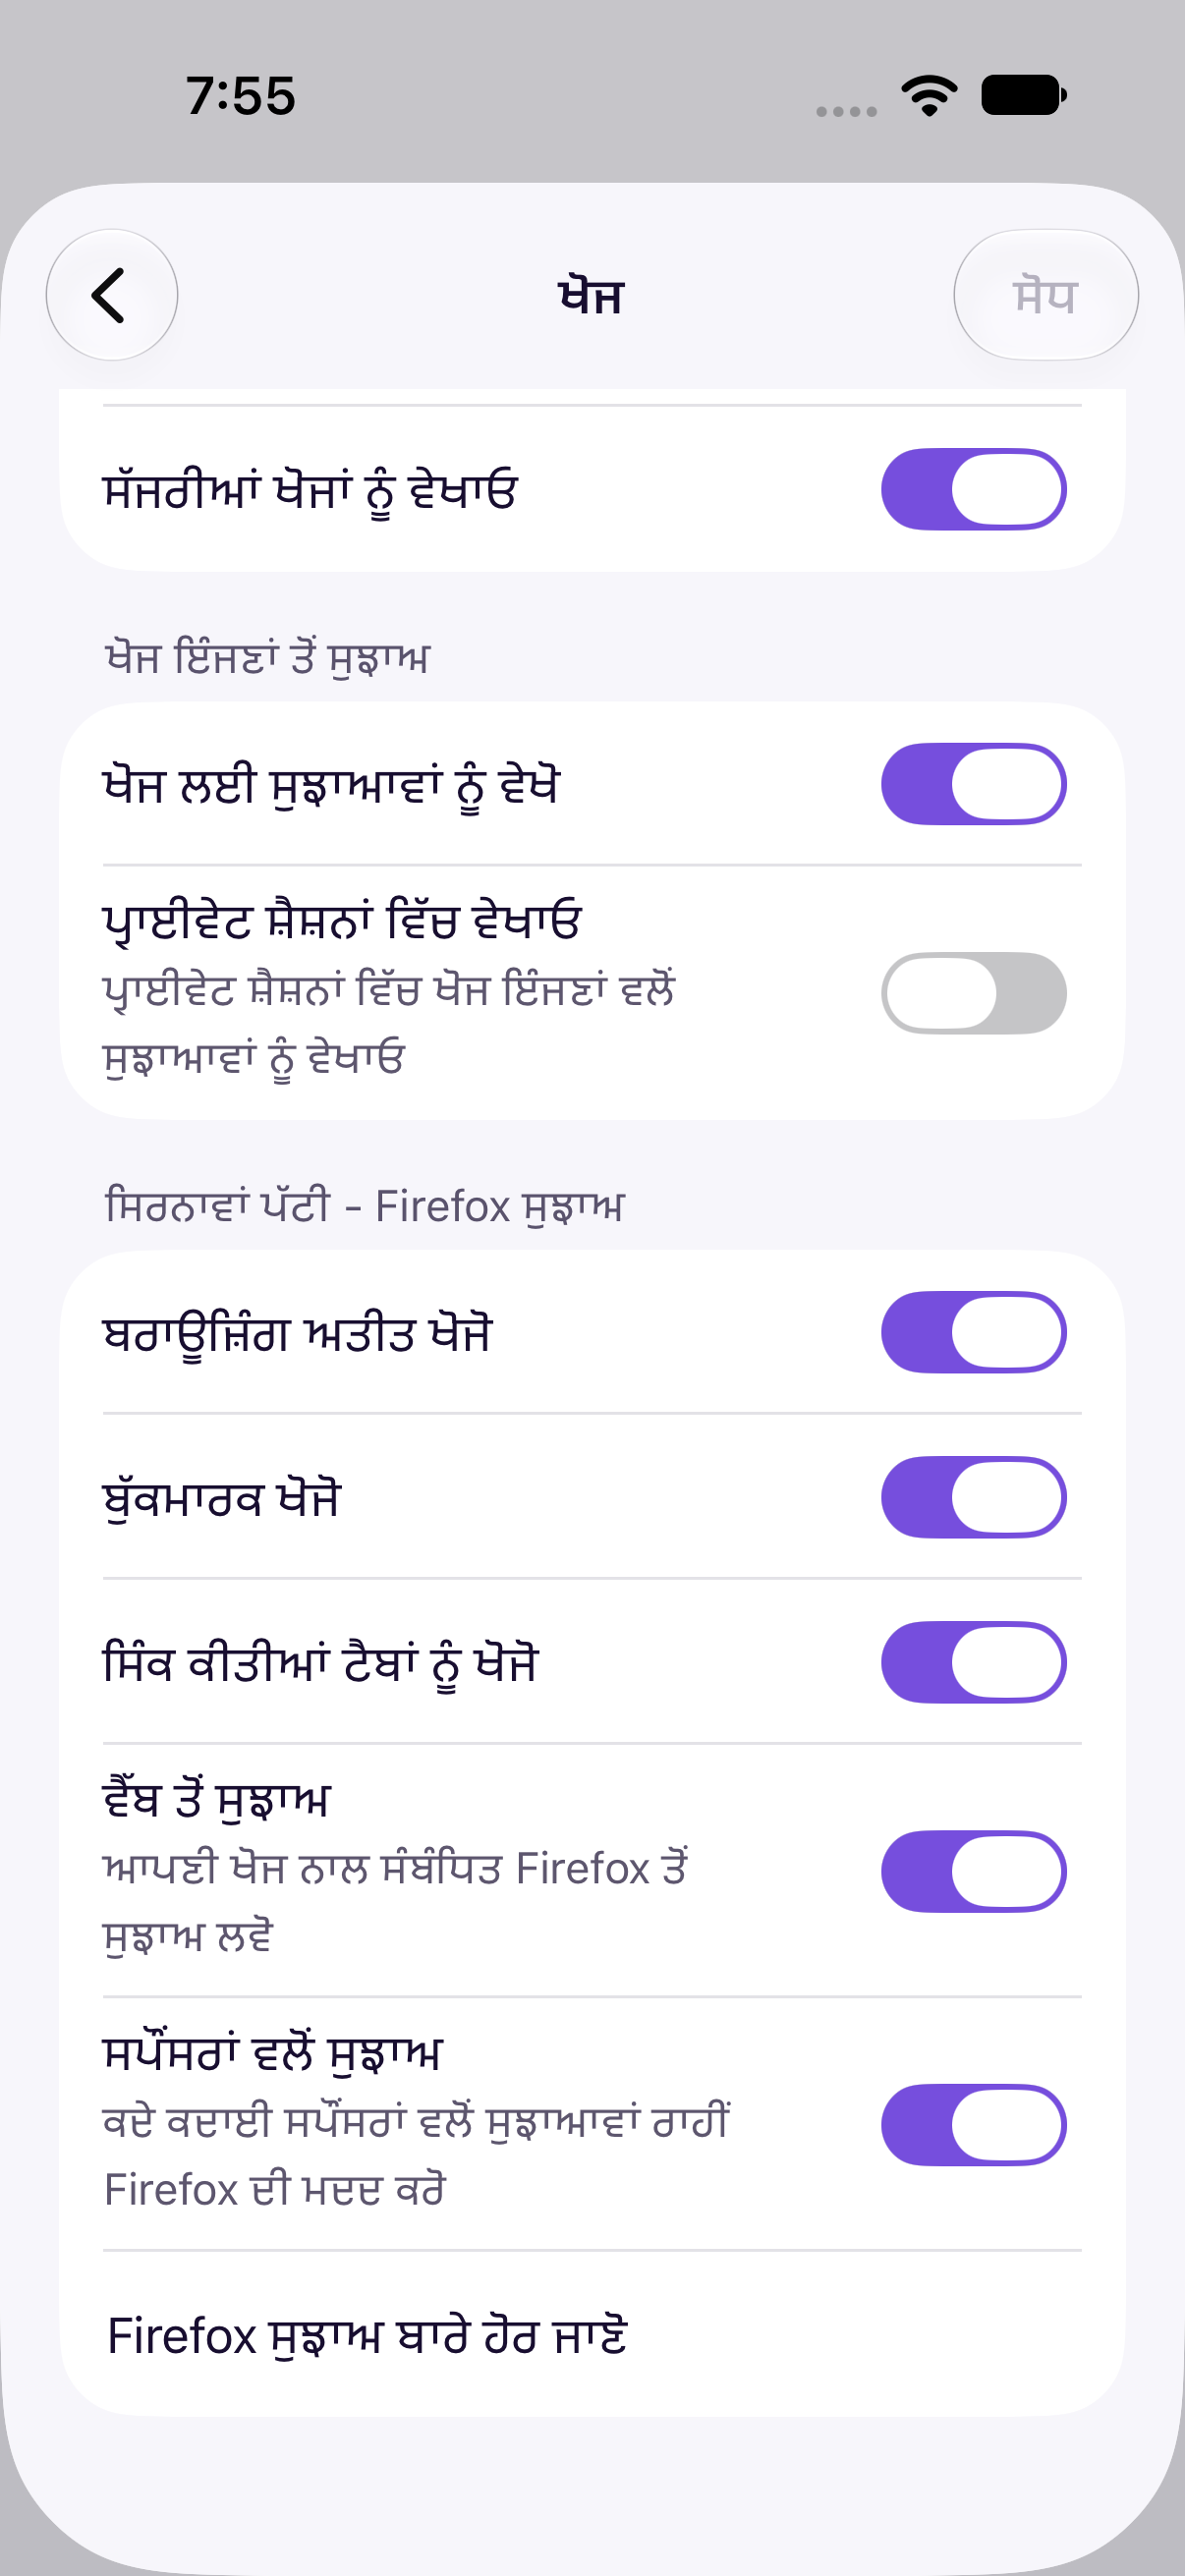 7:55
ਖੋਜ
ਸੋਧ
ਸੱਜਰੀਆਂ ਖੋਜਾਂ ਨੂੰ ਵੇਖਾਓ
ਖੋਜ ਇੰਜਣਾਂ ਤੋਂ ਸੁਝਾਅ
ਖੋਜ ਲਈ ਸੁਝਾਆਵਾਂ ਨੂੰ ਵੇਖੋ
ਪ੍ਰਾਈਵੇਟ ਸ਼ੈਸ਼ਨਾਂ ਵਿੱਚ ਵੇਖਾਓ
ਪ੍ਰਾਈਵੇਟ ਸ਼ੈਸ਼ਨਾਂ ਵਿੱਚ ਖੋਜ ਇੰਜਣਾਂ ਵਲੋਂ
ਸੁਝਾਆਵਾਂ ਨੂੰ ਵੇਖਾਓ
ਸਿਰਨਾਵਾਂ ਪੱਟੀ - Firefox ਸੁਝਾਅ
ਬਰਾਊਜ਼ਿੰਗ ਅਤੀਤ ਖੋਜੋ
ਬੁੱਕਮਾਰਕ ਖੋਜੋ
ਸਿੰਕ ਕੀਤੀਆਂ ਟੈਬਾਂ ਨੂੰ ਖੋਜੋ
ਵੈੱਬ ਤੋਂ ਸੁਝਾਅ
ਆਪਣੀ ਖੋਜ ਨਾਲ ਸੰਬੰਧਿਤ Firefox ਤੋਂ
ਸੁਝਾਅ ਲਵੋ
ਸਪੌਂਸਰਾਂ ਵਲੋਂ ਸੁਝਾਅ
ਕਦੇ ਕਦਾਈ ਸਪੌਂਸਰਾਂ ਵਲੋਂ ਸੁਝਾਆਵਾਂ ਰਾਹੀਂ
Firefox ਦੀ ਮਦਦ ਕਰੋ
Firefox ਸੁਝਾਅ ਬਾਰੇ ਹੋਰ ਜਾਣੋ